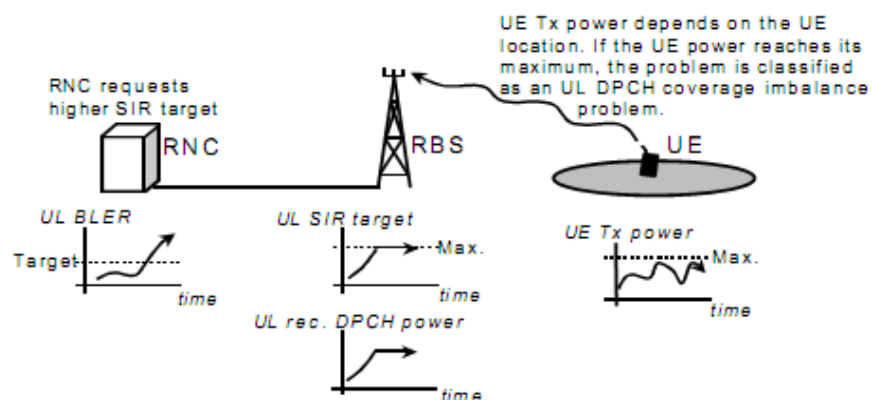 UE Tx power depends on the UE
location. If the UE power reaches its
maximum, the problem is classified
as an UL DPCH coverage imbalance
problem.
RNC requests
higher SIR target
RNC
RBS
UE
UL BLER
Target
time
UL SIR target
Max.
time
UE Tx power
Max.
time
UL rec. DPCH power
time